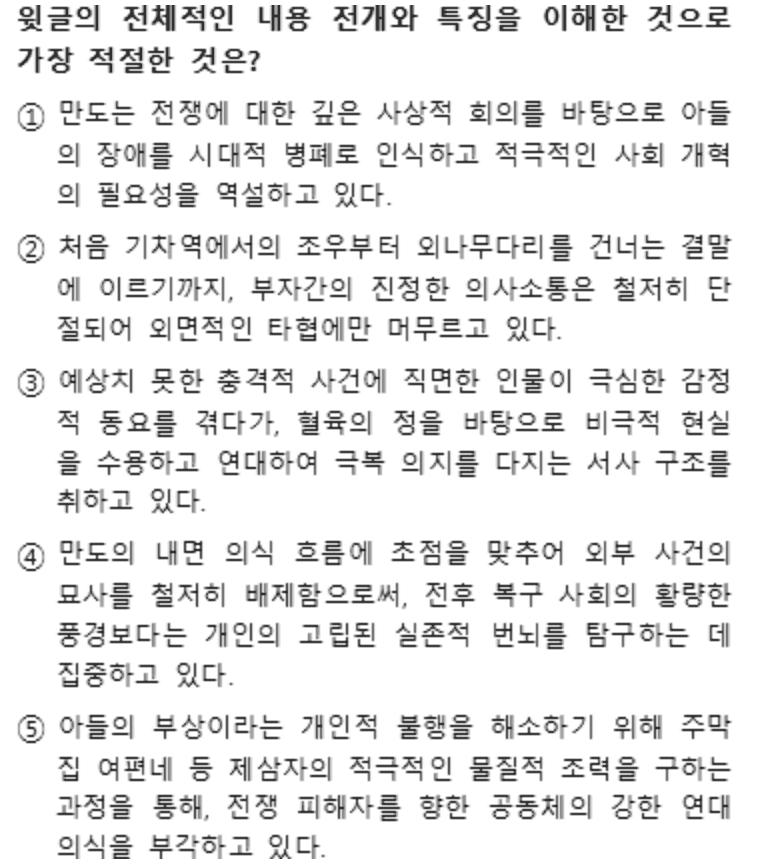 윗글의 전체적인 내용 전개와 특징을 이해한 것으로
가장 적절한 것은?
① 만도는 전쟁에 대한 깊은 사상적 회의를 바탕으로 아들
의 장애를 시대적 병폐로 인식하고 적극적인 사회 개혁
의 필요성을 역설하고 있다.
② 처음 기차역에서의 조우부터 외나무다리를 건너는 결말
에 이르기까지, 부자간의 진정한 의사소통은 철저히 단
절되어 외면적인 타협에만 머무르고 있다.
③ 예상치 못한 충격적 사건에 직면한 인물이 극심한 감정
적 동요를 겪다가, 혈육의 정을 바탕으로 비극적 현실
을 수용하고 연대하여 극복 의지를 다지는 서사 구조를
취하고 있다.
④ 만도의 내면 의식 흐름에 초점을 맞추어 외부 사건의
묘사를 철저히 배제함으로써, 전후 복구 사회의 황량한
풍경보다는 개인의 고립된 실존적 번뇌를 탐구하는 데
집중하고 있다.
⑤ 아들의 부상이라는 개인적 불행을 해소하기 위해 주막
집 여편네 등 제삼자의 적극적인 물질적 조력을 구하는
과정을 통해, 전쟁 피해자를 향한 공동체의 강한 연대
의식을 부각하고 있다.